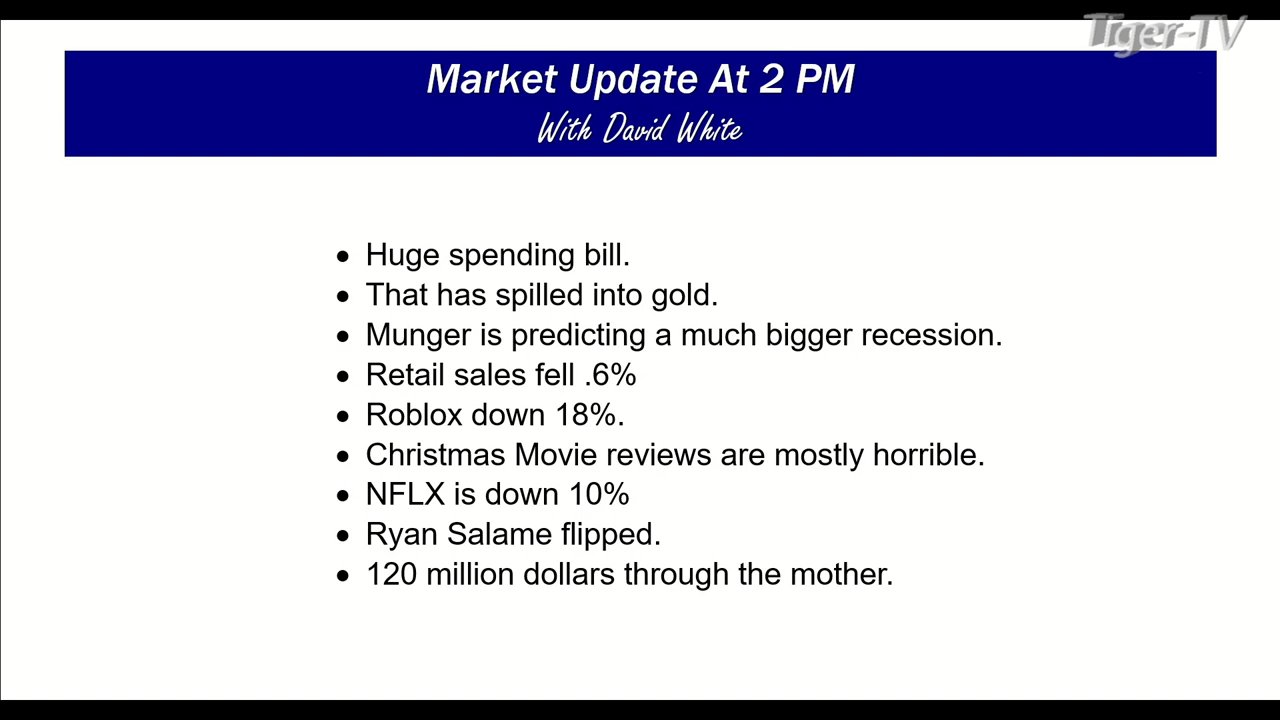 Tiger-TV
Market Update At 2 PM
With David White
• Huge spending bill.
• That has spilled into gold.
• Munger is predicting a much bigger recession.
• Retail sales fell .6%
• Roblox down 18%.
• Christmas Movie reviews are mostly horrible.
• NFLX is down 10%
• Ryan Salame flipped.
• 120 million dollars through the mother.